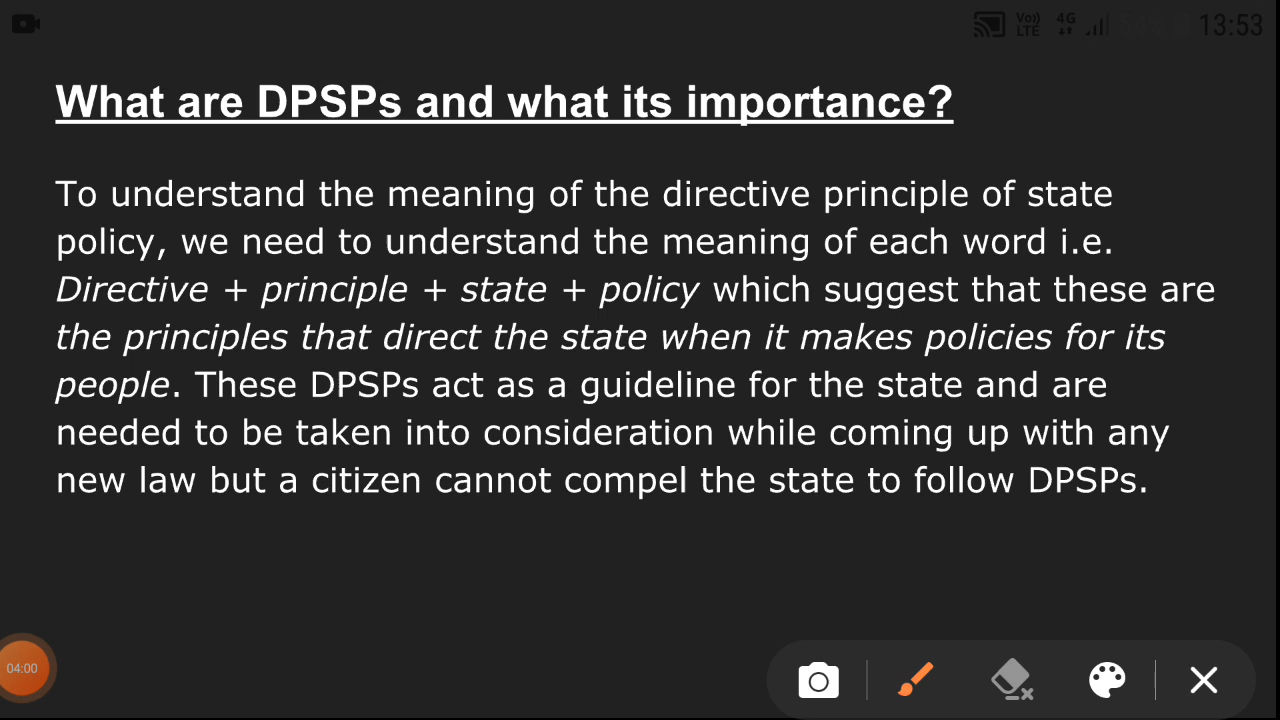 Vo))
LTE
4G
13:53
What are DPSPs and what its importance?
To understand the meaning of the directive principle of state
policy, we need to understand the meaning of each word i.e.
Directive + principle + state + policy which suggest that these are
the principles that direct the state when it makes policies for its
people. These DPSPs act as a guideline for the state and are
needed to be taken into consideration while coming up with any
new law but a citizen cannot compel the state to follow DPSPs.
04:00